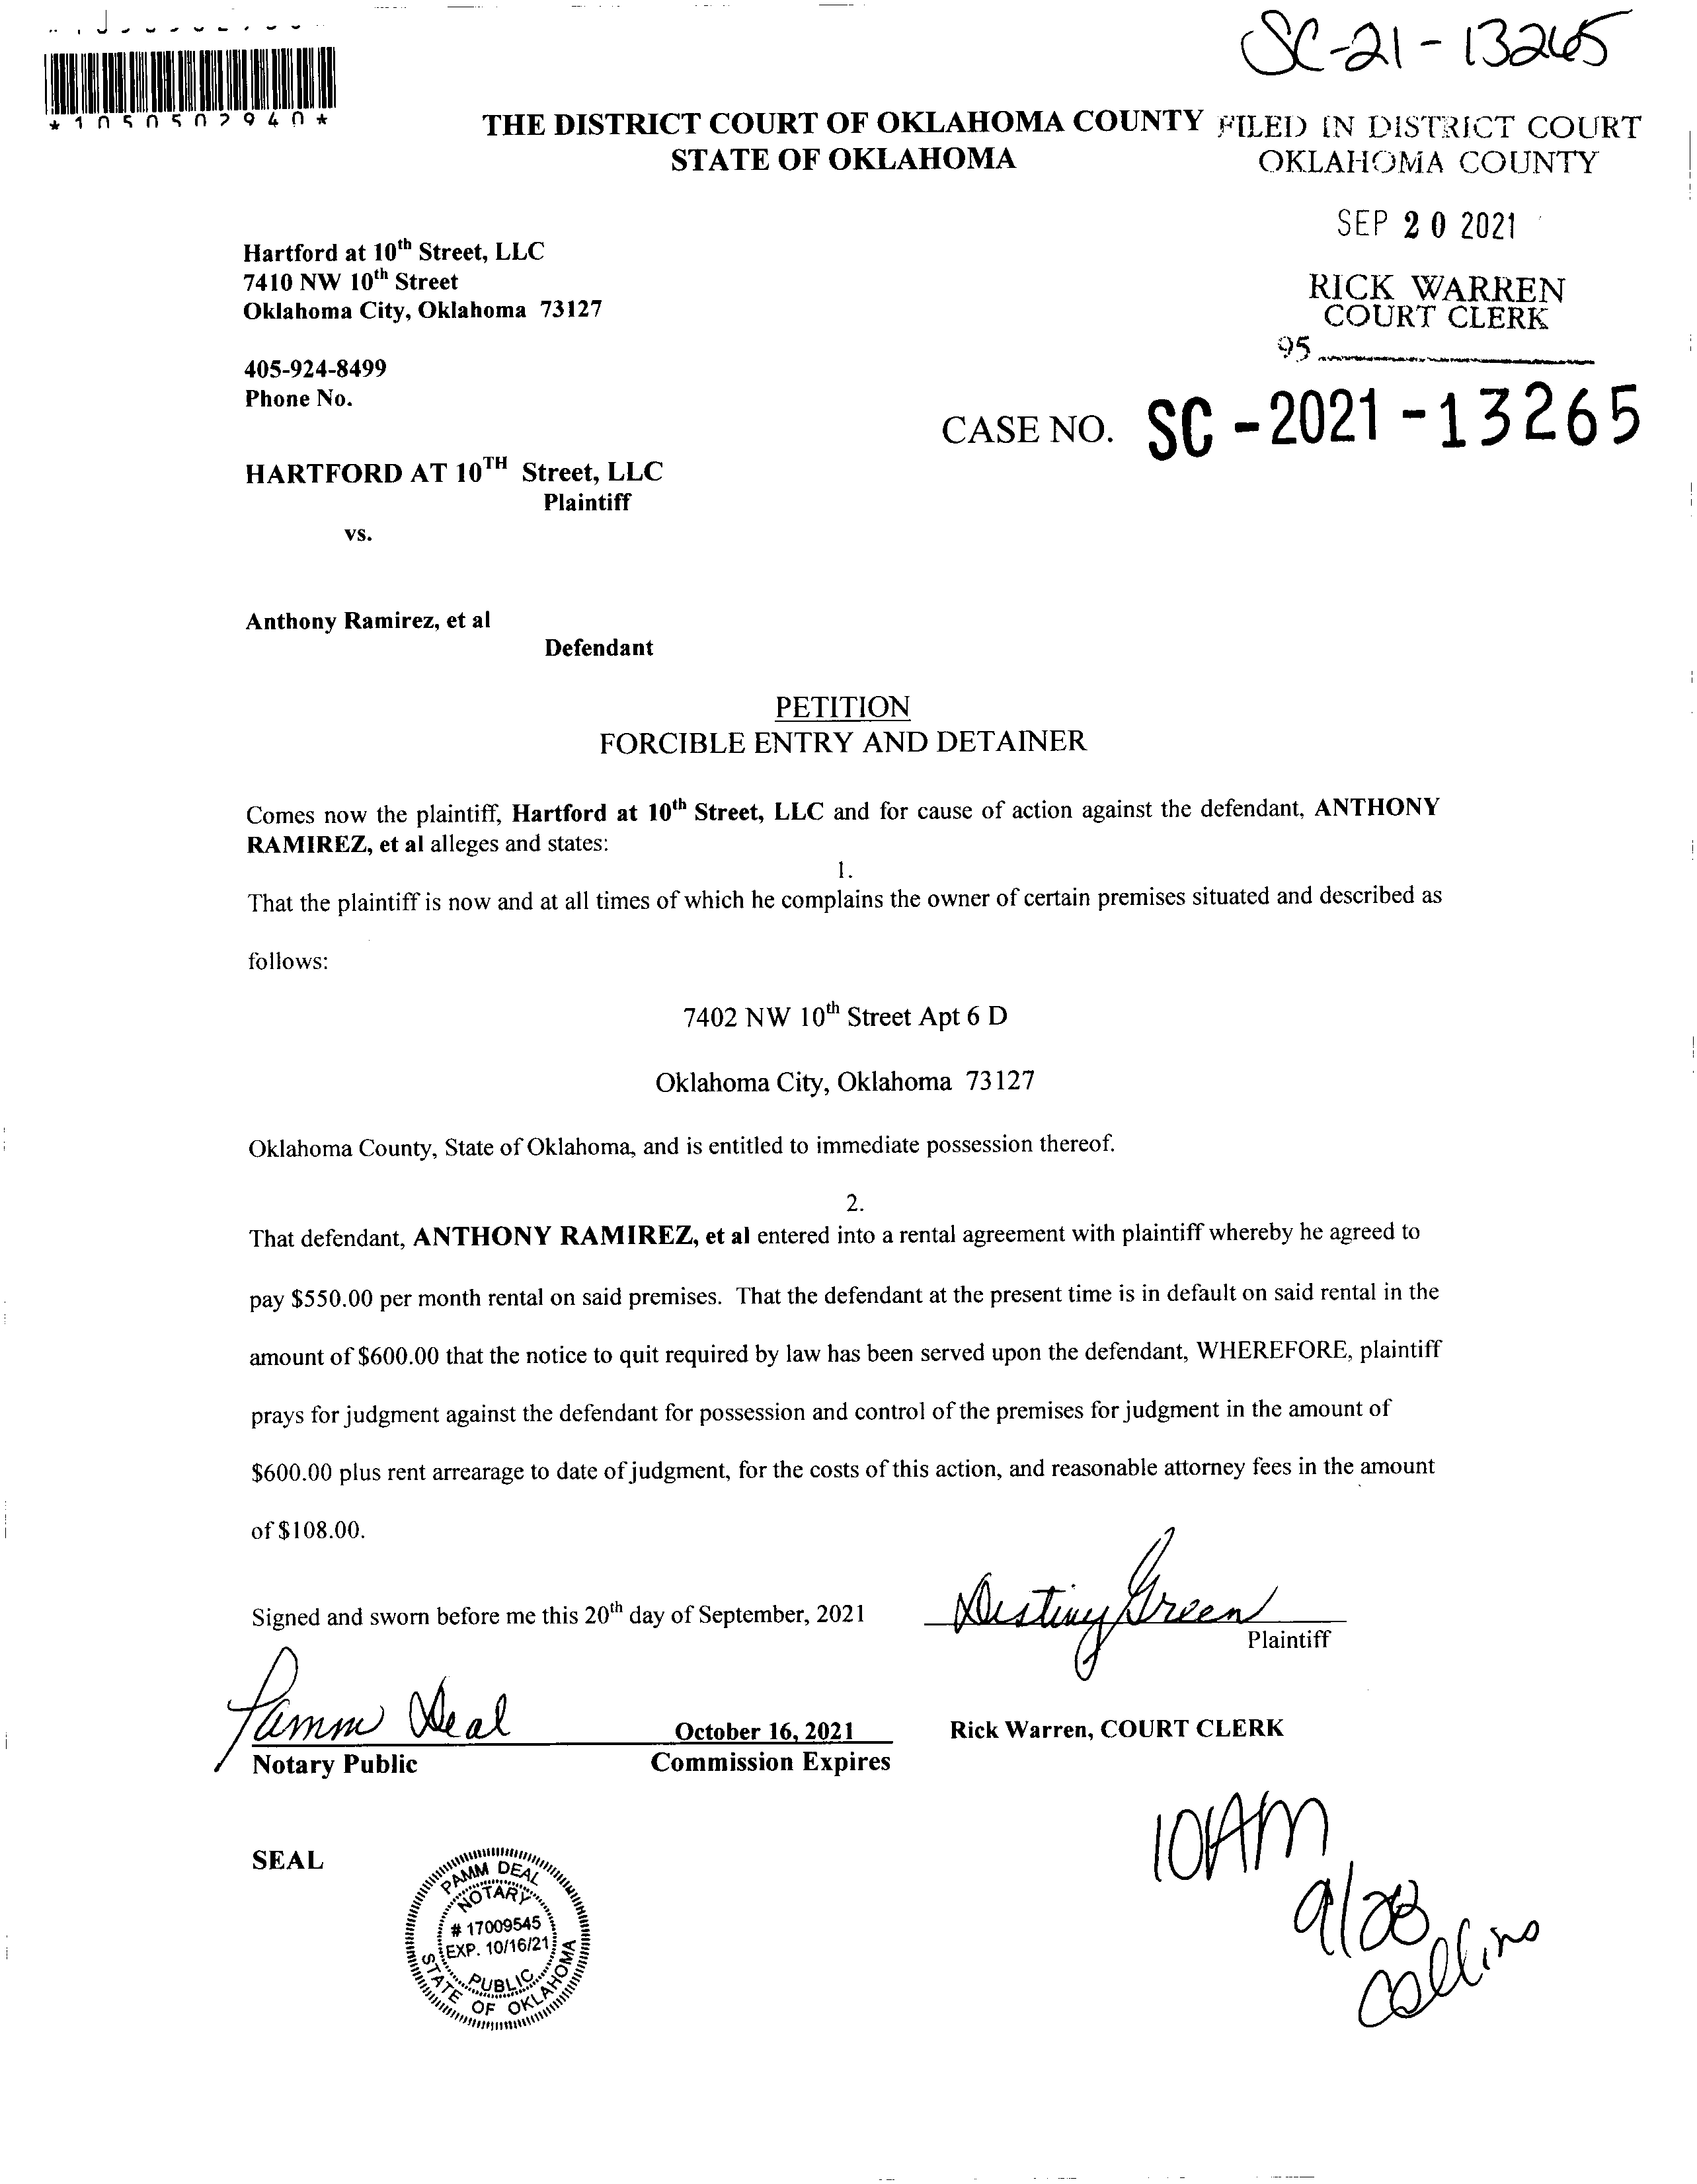 SC-21-13265
*1050502940*
THE DISTRICT COURT OF OKLAHOMA COUNTY
STATE OF OKLAHOMA
FILED IN DISTRICT COURT
OKLAHOMA COUNTY
SEP 20 2021
RICK WARREN
COURT CLERK
95
Hartford at 10th Street, LLC
7410 NW 10th Street
Oklahoma City, Oklahoma 73127
405-924-8499
Phone No.
CASE NO. SC-2021-13265
HARTFORD AT 10TH Street, LLC
Plaintiff
vs.
Anthony Ramirez, et al
Defendant
PETITION
FORCIBLE ENTRY AND DETAINER
Comes now the plaintiff, Hartford at 10th Street, LLC and for cause of action against the defendant, ANTHONY
RAMIREZ, et al alleges and states:
1.
That the plaintiff is now and at all times of which he complains the owner of certain premises situated and described as
follows:
7402 NW 10th Street Apt 6 D
Oklahoma City, Oklahoma 73127
Oklahoma County, State of Oklahoma, and is entitled to immediate possession thereof.
2.
That defendant, ANTHONY RAMIREZ, et al entered into a rental agreement with plaintiff whereby he agreed to
pay $550.00 per month rental on said premises. That the defendant at the present time is in default on said rental in the
amount of $600.00 that the notice to quit required by law has been served upon the defendant, WHEREFORE, plaintiff
prays for judgment against the defendant for possession and control of the premises for judgment in the amount of
$600.00 plus rent arrearage to date of judgment, for the costs of this action, and reasonable attorney fees in the amount
of $108.00.
Signed and sworn before me this 20th day of September, 2021
Destiny Green
Plaintiff
Pamm Deal
Notary Public
October 16, 2021
Commission Expires
Rick Warren, COURT CLERK
SEAL
PAMM DEAL
NOTARY
# 17009545
EXP. 10/16/21
PUBLIC
STATE OF OKLAHOMA
10AM
9/28
Collins